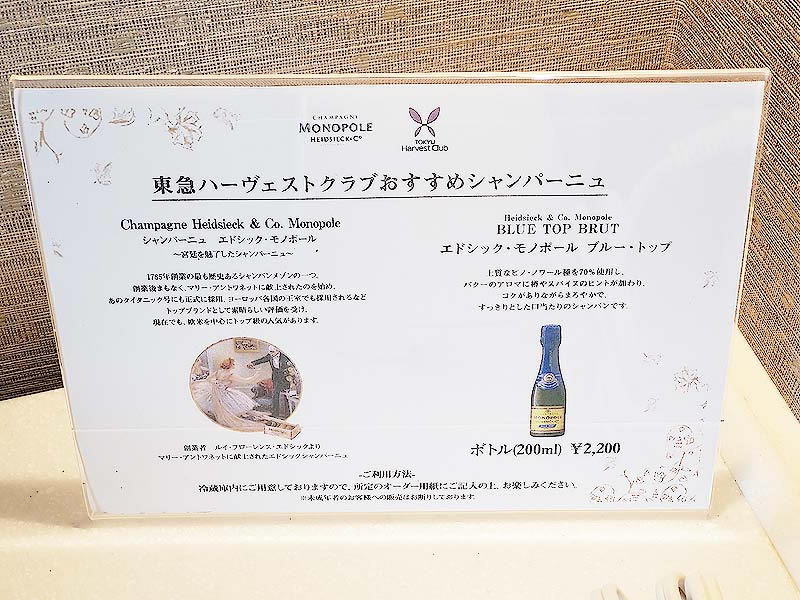 CHAMPAGNE
MONOPOLE
HEIDSIECK & Cº
TOKYU
Harvest Club
東急ハーヴェストクラブおすすめシャンパーニュ
Champagne Heidsieck & Co. Monopole
シャンパーニュ エドシック・モノポール
～宮廷を魅了したシャンパーニュ～
1785年創業の最も歴史あるシャンパンメゾンの一つ。
創業後まもなく、マリー・アントワネットに献上されたのを始め、
あのタイタニック号にも正式に採用、ヨーロッパ各国の王室でも採用されるなど
トップブランドとして素晴らしい評価を受け、
現在でも、欧米を中心にトップ級の人気があります。
創業者 ルイ・フローレンス・エドシックより
マリー・アントワネットに献上されたエドシックシャンパーニュ
Heidsieck & Co. Monopole
BLUE TOP BRUT
エドシック・モノポール ブルー・トップ
上質なピノ・ノワール種を70%使用し、
バターのアロマに樽やスパイスのヒントが加わり、
コクがありながらまろやかで、
すっきりとした口当たりのシャンパンです。
MONOPOLE
ボトル(200ml) ￥2,200
-ご利用方法-
冷蔵庫内にご用意しておりますので、所定のオーダー用紙にご記入の上、お楽しみください。
※未成年者のお客様への販売はお断りしております